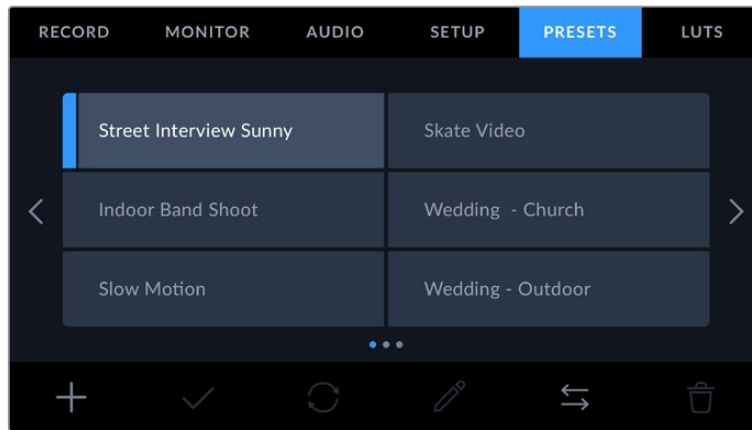 RECORD MONITOR AUDIO SETUP PRESETS LUTS
Street Interview Sunny Skate Video
Indoor Band Shoot Wedding - Church
Slow Motion Wedding - Outdoor